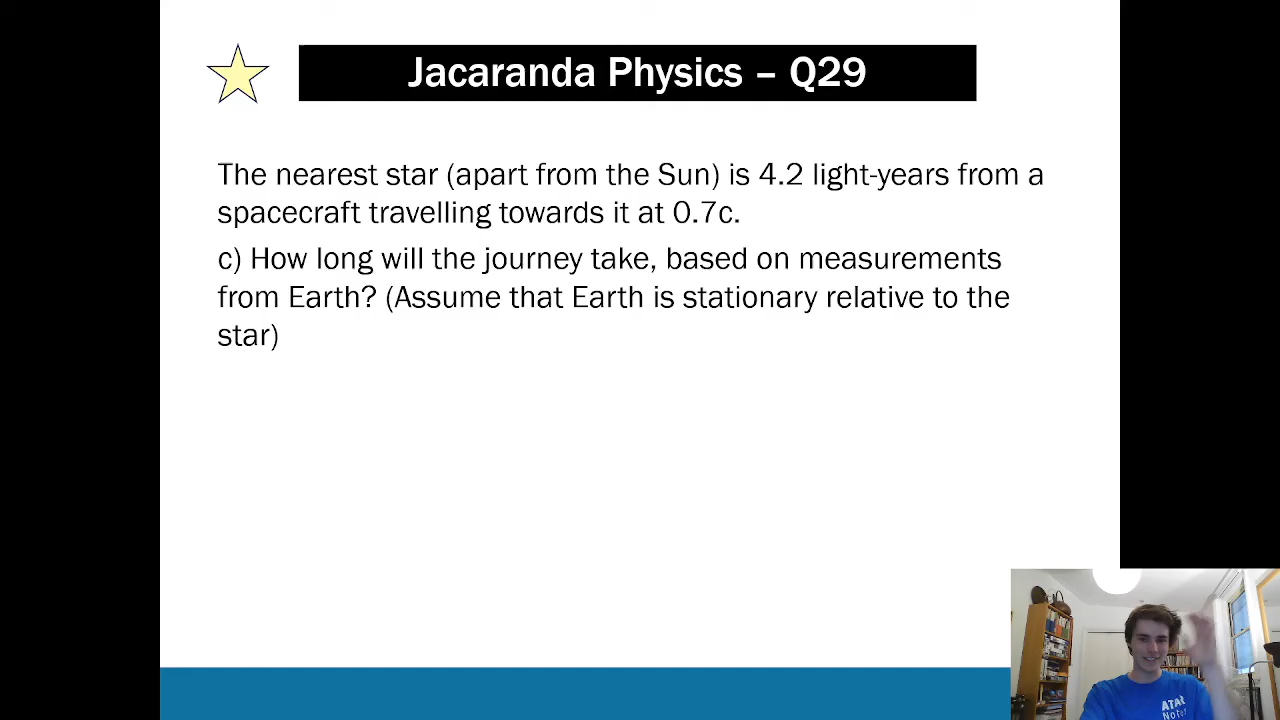 Jacaranda Physics – Q29
The nearest star (apart from the Sun) is 4.2 light-years from a
spacecraft travelling towards it at 0.7c.
c) How long will the journey take, based on measurements
from Earth? (Assume that Earth is stationary relative to the
star)
ATAR
Notes